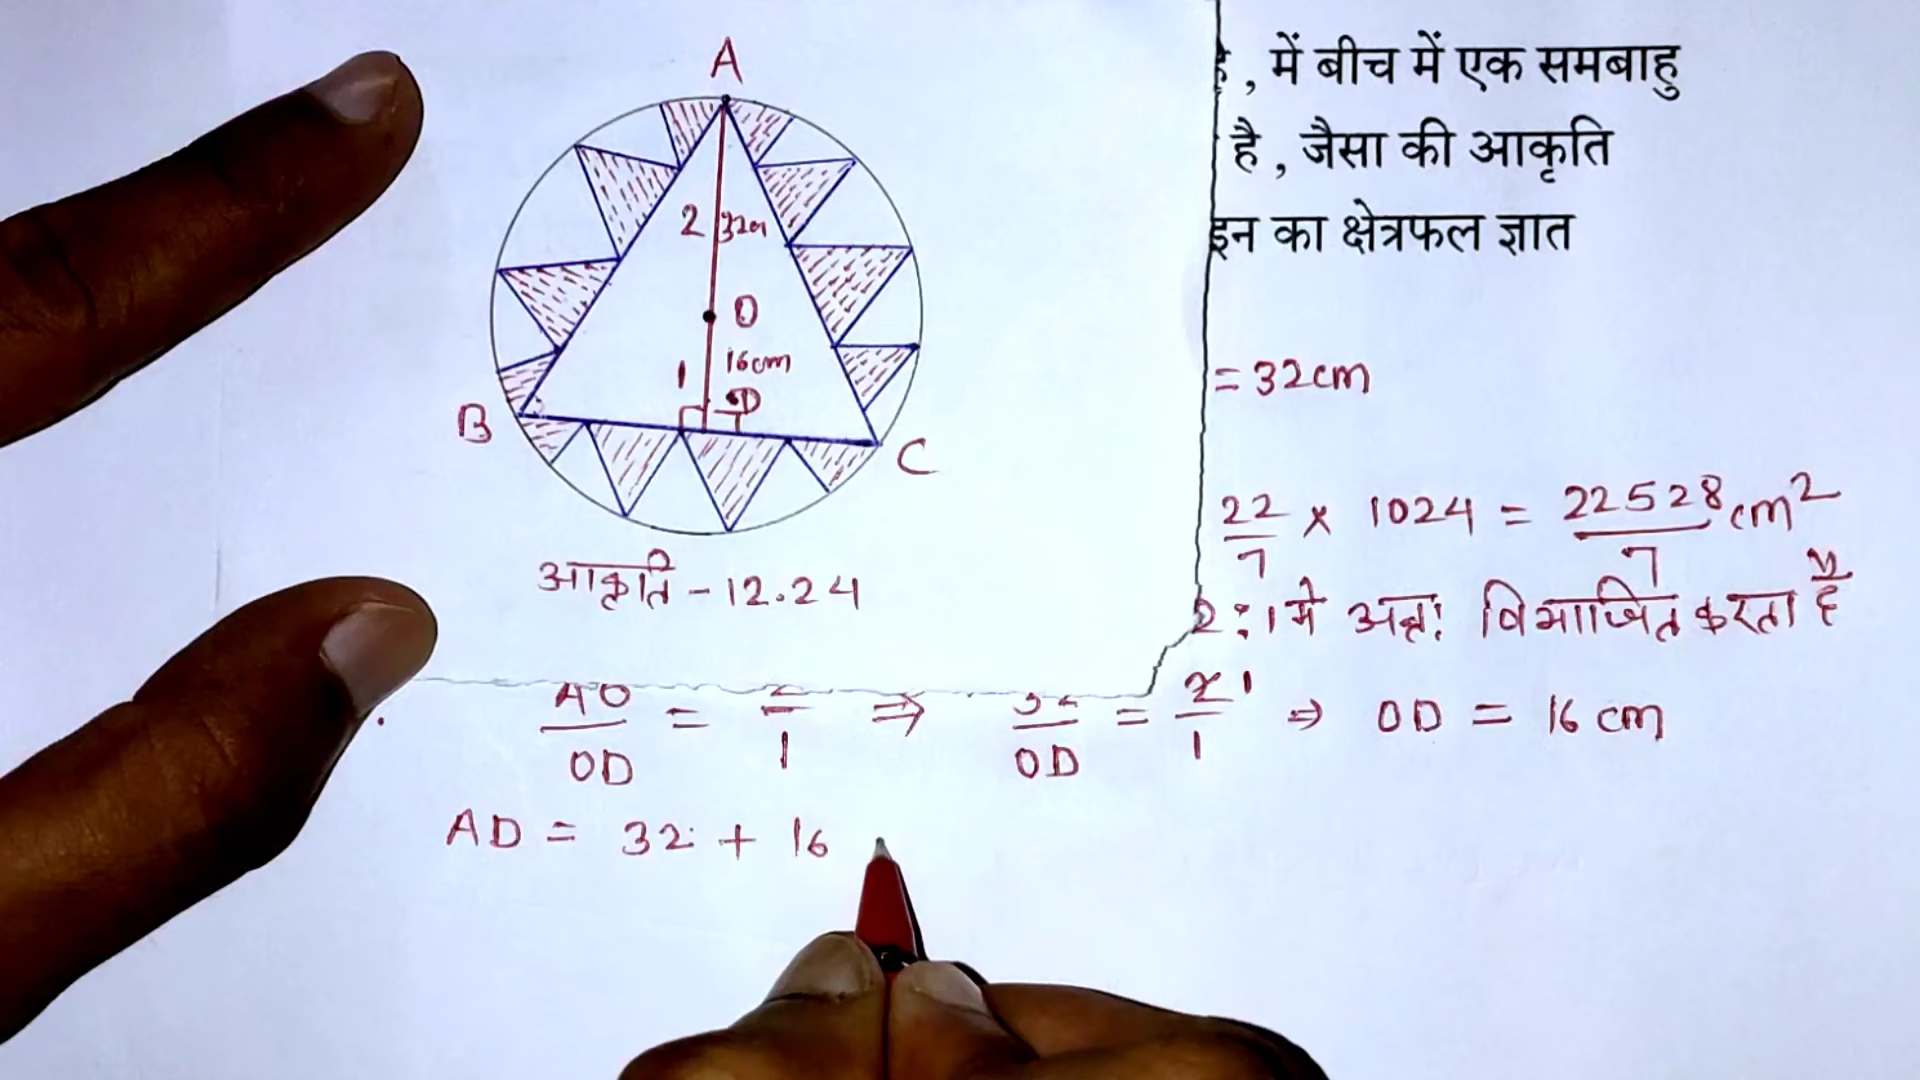 A
, में बीच में एक समबाहु
है , जैसा की आकृति
इन का क्षेत्रफल ज्ञात
2 32cm
O
1 16cm
D
B
C
= 32cm
22/7 × 1024 = 22528/7 cm²
आकृति - 12.24
2 : 1 में अन्त: विभाजित करता है
AO/OD = 2/1 ⇒ 32/OD = 2/1 1 ⇒ OD = 16 cm
AD = 32 + 16